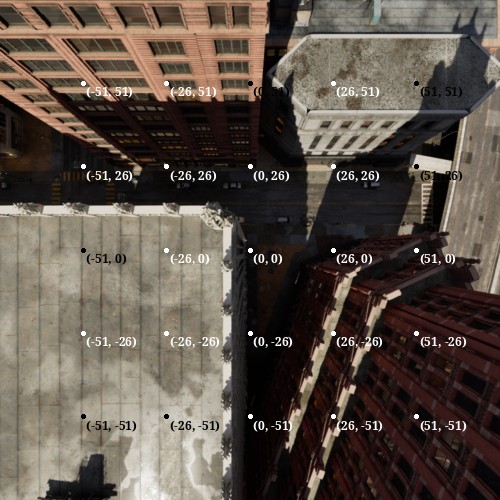 (-51, 51) (-26, 51) (0, 51) (26, 51) (51, 51)
(-51, 26) (-26, 26) (0, 26) (26, 26) (51, 26)
(-51, 0) (-26, 0) (0, 0) (26, 0) (51, 0)
(-51, -26) (-26, -26) (0, -26) (26, -26) (51, -26)
(-51, -51) (-26, -51) (0, -51) (26, -51) (51, -51)